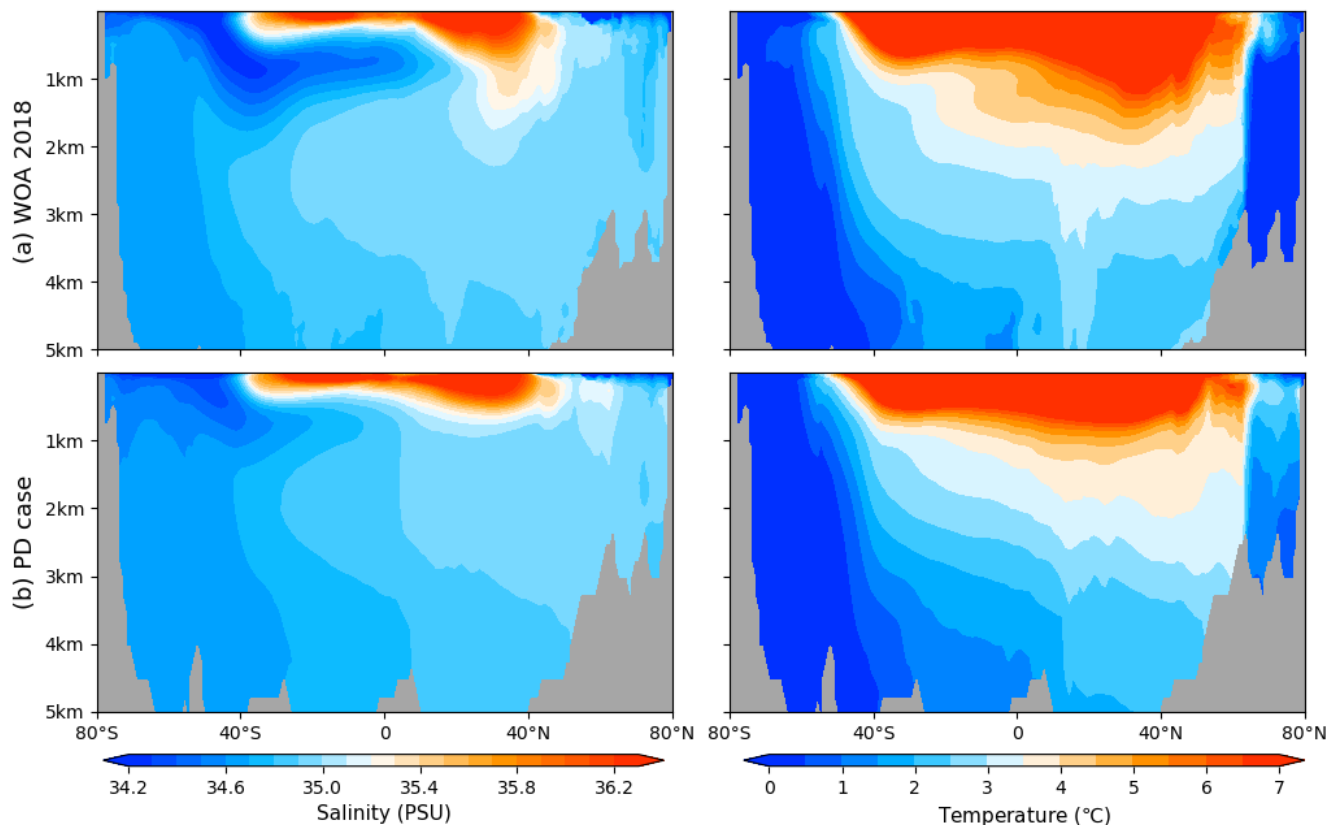 (a) WOA 2018
1km
2km
3km
4km
5km
(b) PD case
1km
2km
3km
4km
5km
80°S 40°S 0 40°N 80°N
80°S 40°S 0 40°N 80°N
34.2 34.6 35.0 35.4 35.8 36.2
Salinity (PSU)
0 1 2 3 4 5 6 7
Temperature (℃)